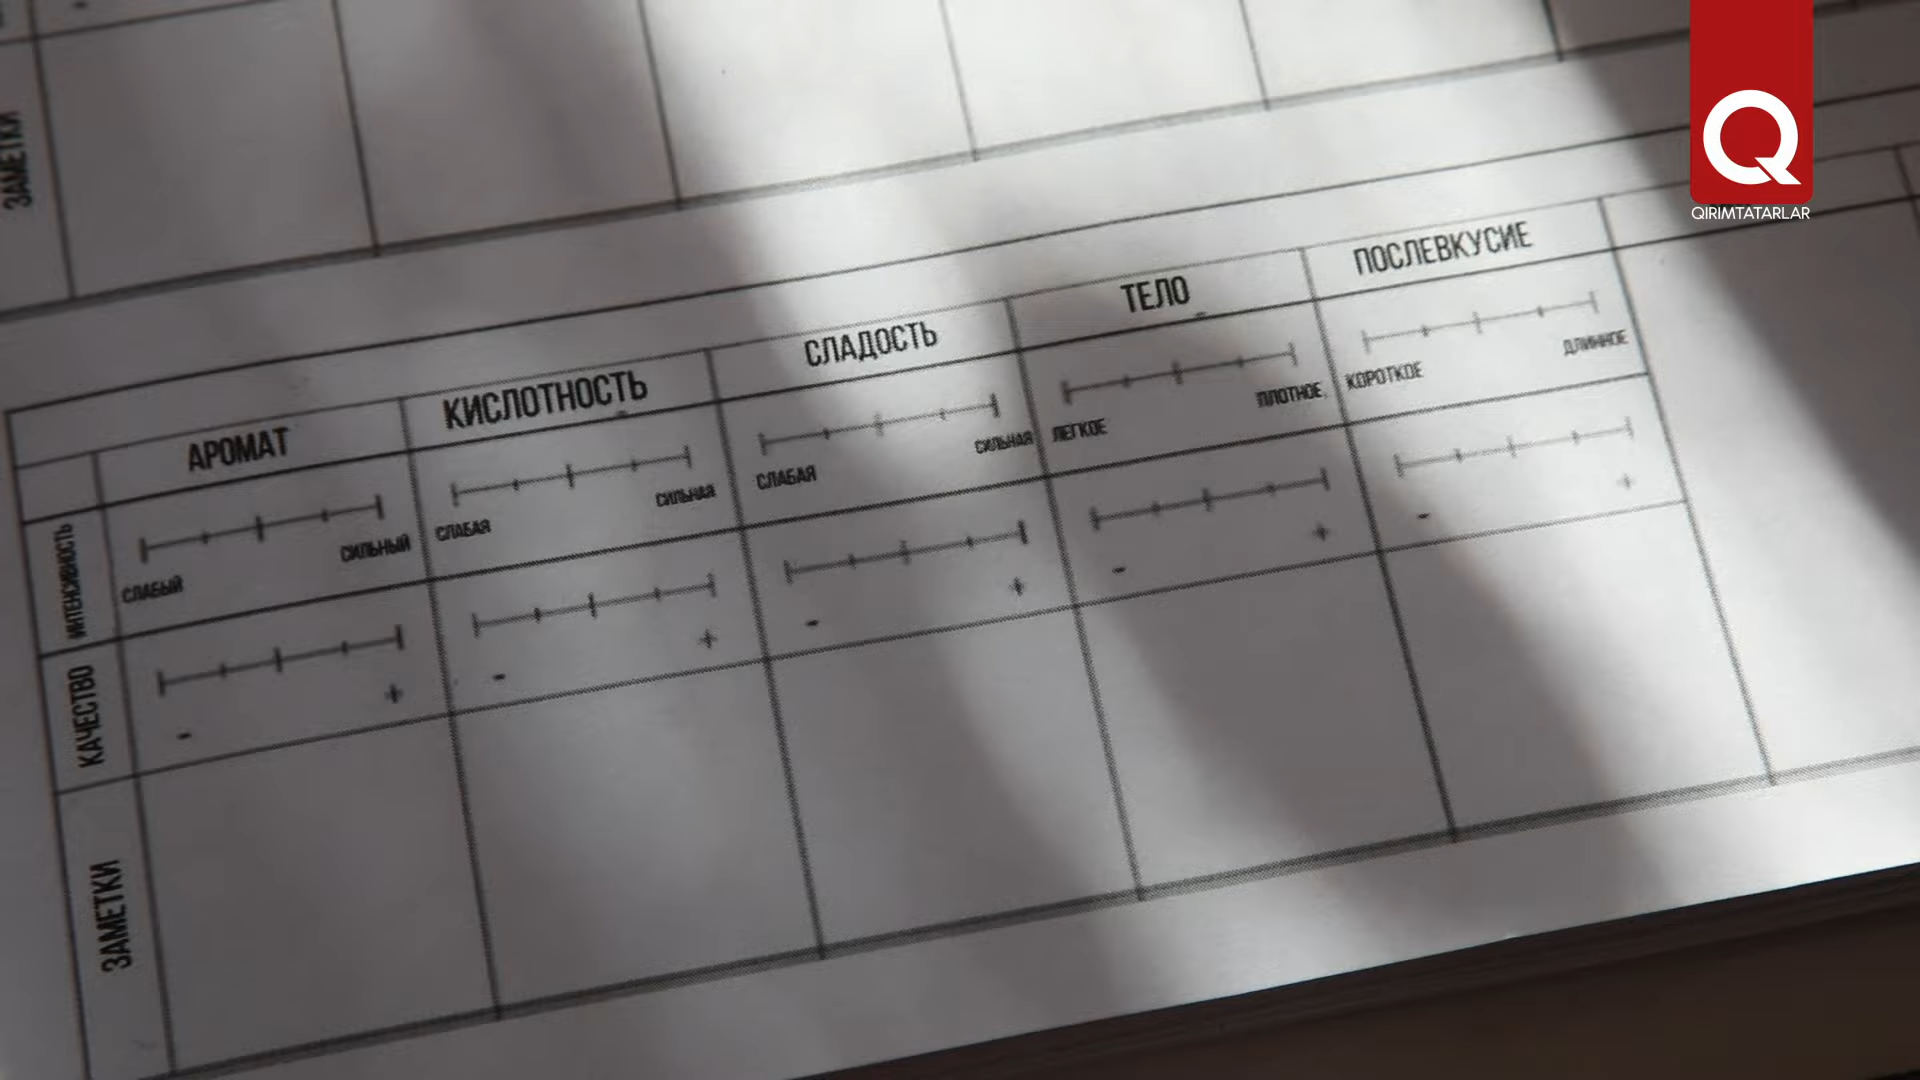 ЗАМЕТКИ
Q
QIRIMTATARLAR
АРОМАТ
КИСЛОТНОСТЬ
СЛАДОСТЬ
ТЕЛО
ПОСЛЕВКУСИЕ
ИНТЕНСИВНОСТЬ
СЛАБЫЙ СИЛЬНЫЙ
СЛАБАЯ СИЛЬНАЯ
СЛАБАЯ СИЛЬНАЯ
ЛЕГКОЕ ПЛОТНОЕ
КОРОТКОЕ ДЛИННОЕ
КАЧЕСТВО
- +
- +
- +
- +
- +
ЗАМЕТКИ